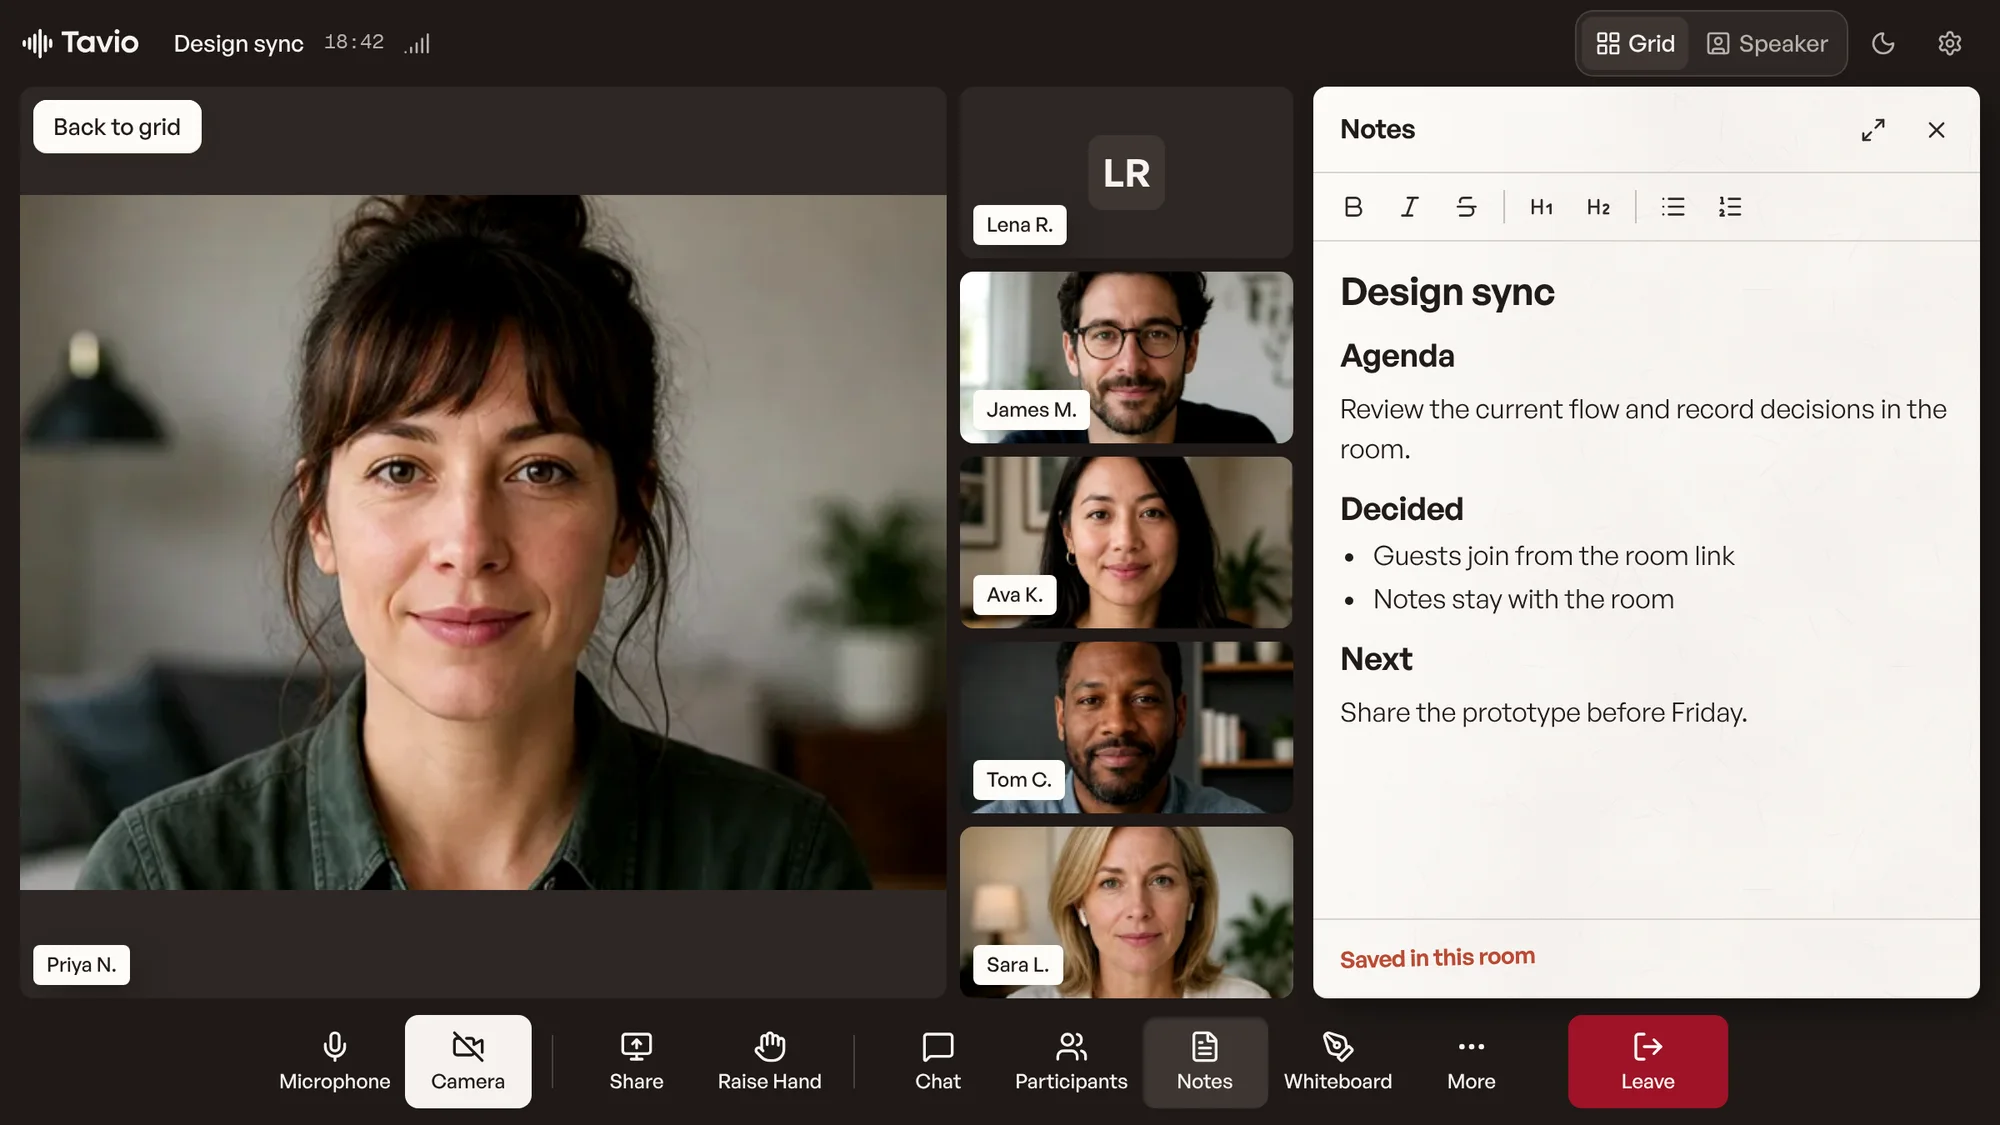 Tavio
Design sync
18:42
Grid
Speaker
Back to grid
Priya N.
LR
Lena R.
James M.
Ava K.
Tom C.
Sara L.
Notes
B I S H1 H2
Design sync
Agenda
Review the current flow and record decisions in the
room.
Decided
• Guests join from the room link
• Notes stay with the room
Next
Share the prototype before Friday.
Saved in this room
Microphone
Camera
Share
Raise Hand
Chat
Participants
Notes
Whiteboard
More
Leave